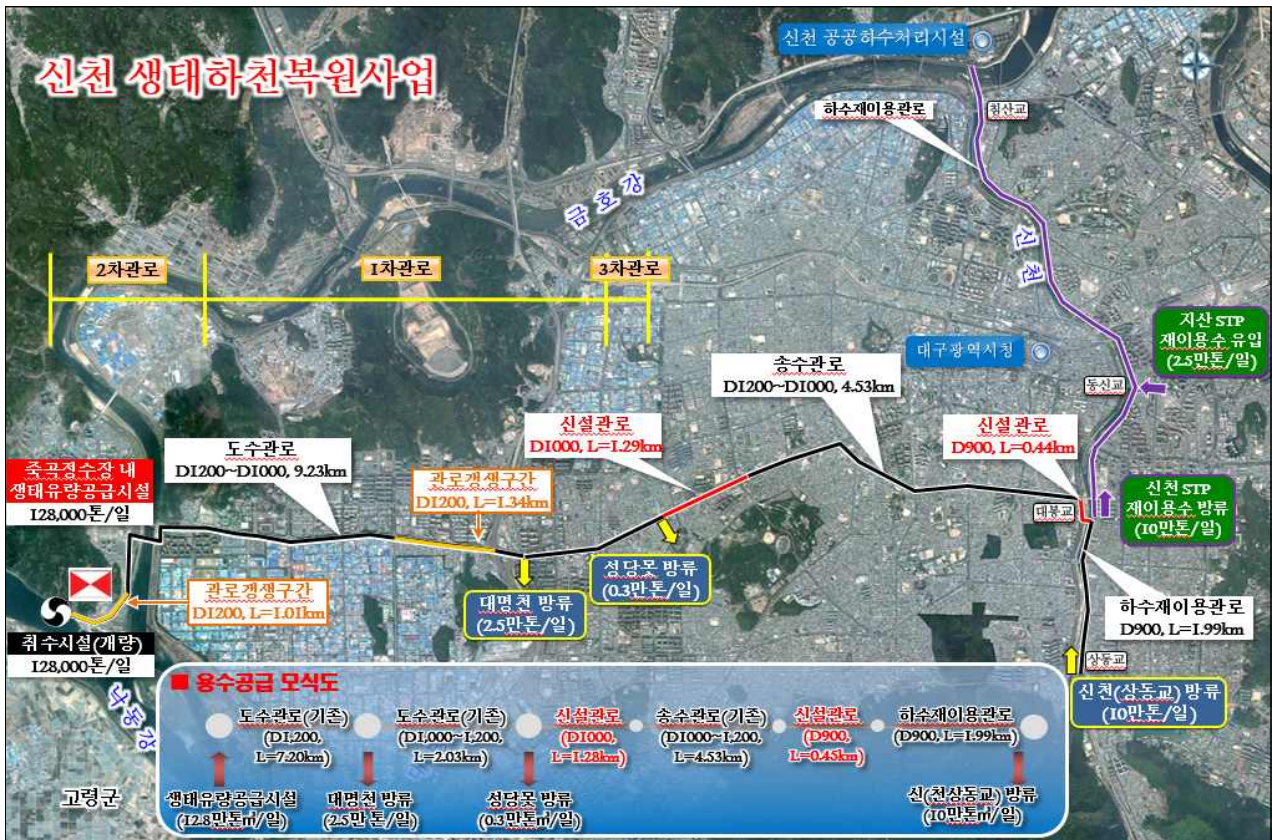 신천 생태하천복원사업
신천 공공하수처리시설
침산교
하수재이용관로
금호강
신천
2차관로
1차관로
3차관로
지산 STP
재이용수 유입
(2.5만톤/일)
대구광역시청
동신교
송수관로
D1200~D1000, 4.53km
신설관로
D1000, L=1.29km
신설관로
D900, L=0.44km
도수관로
D1200~D1000, 9.23km
관로갱생구간
D1200, L=1.34km
죽곡정수장 내
생태유량공급시설
128,000톤/일
대봉교
신천 STP
재이용수 방류
(10만톤/일)
성당못 방류
(0.3만톤/일)
대명천 방류
(2.5만톤/일)
관로갱생구간
D1200, L=1.01km
하수재이용관로
D900, L=1.99km
취수시설(개량)
128,000톤/일
상동교
신천(상동교) 방류
(10만톤/일)
낙동강
고령군
■ 용수공급 모식도
도수관로(기존)
(D1,200,
L=7.20km)
도수관로(기존)
(D1,000~1,200,
L=2.03km)
신설관로
(D1000,
L=1.28km)
송수관로(기존)
(D1000~1,200,
L=4.53km)
신설관로
(D900,
L=0.45km)
하수재이용관로
(D900, L=1.99km)
생태유량공급시설
(12.8만톤㎥/일)
대명천 방류
(2.5만 톤/일)
성당못 방류
(0.3만톤㎥/일)
신(천상동교) 방류
(10만톤㎥/일)